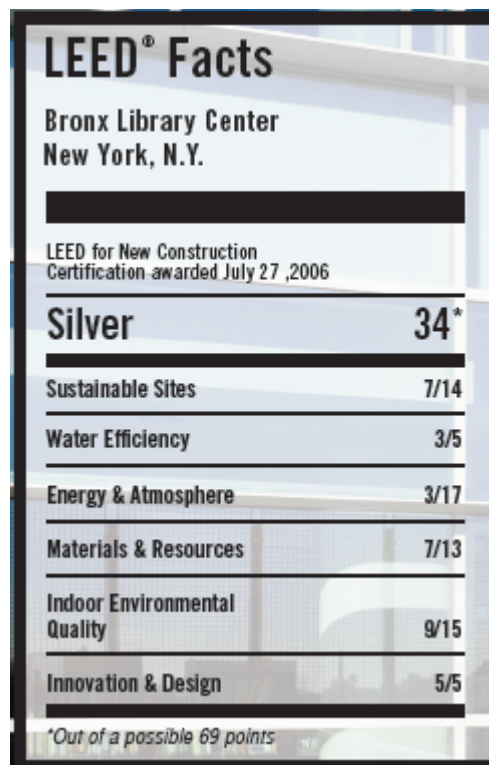 LEED® Facts
Bronx Library Center
New York, N.Y.
LEED for New Construction
Certification awarded July 27 ,2006
Silver 34*
Sustainable Sites 7/14
Water Efficiency 3/5
Energy & Atmosphere 3/17
Materials & Resources 7/13
Indoor Environmental
Quality 9/15
Innovation & Design 5/5
*Out of a possible 69 points